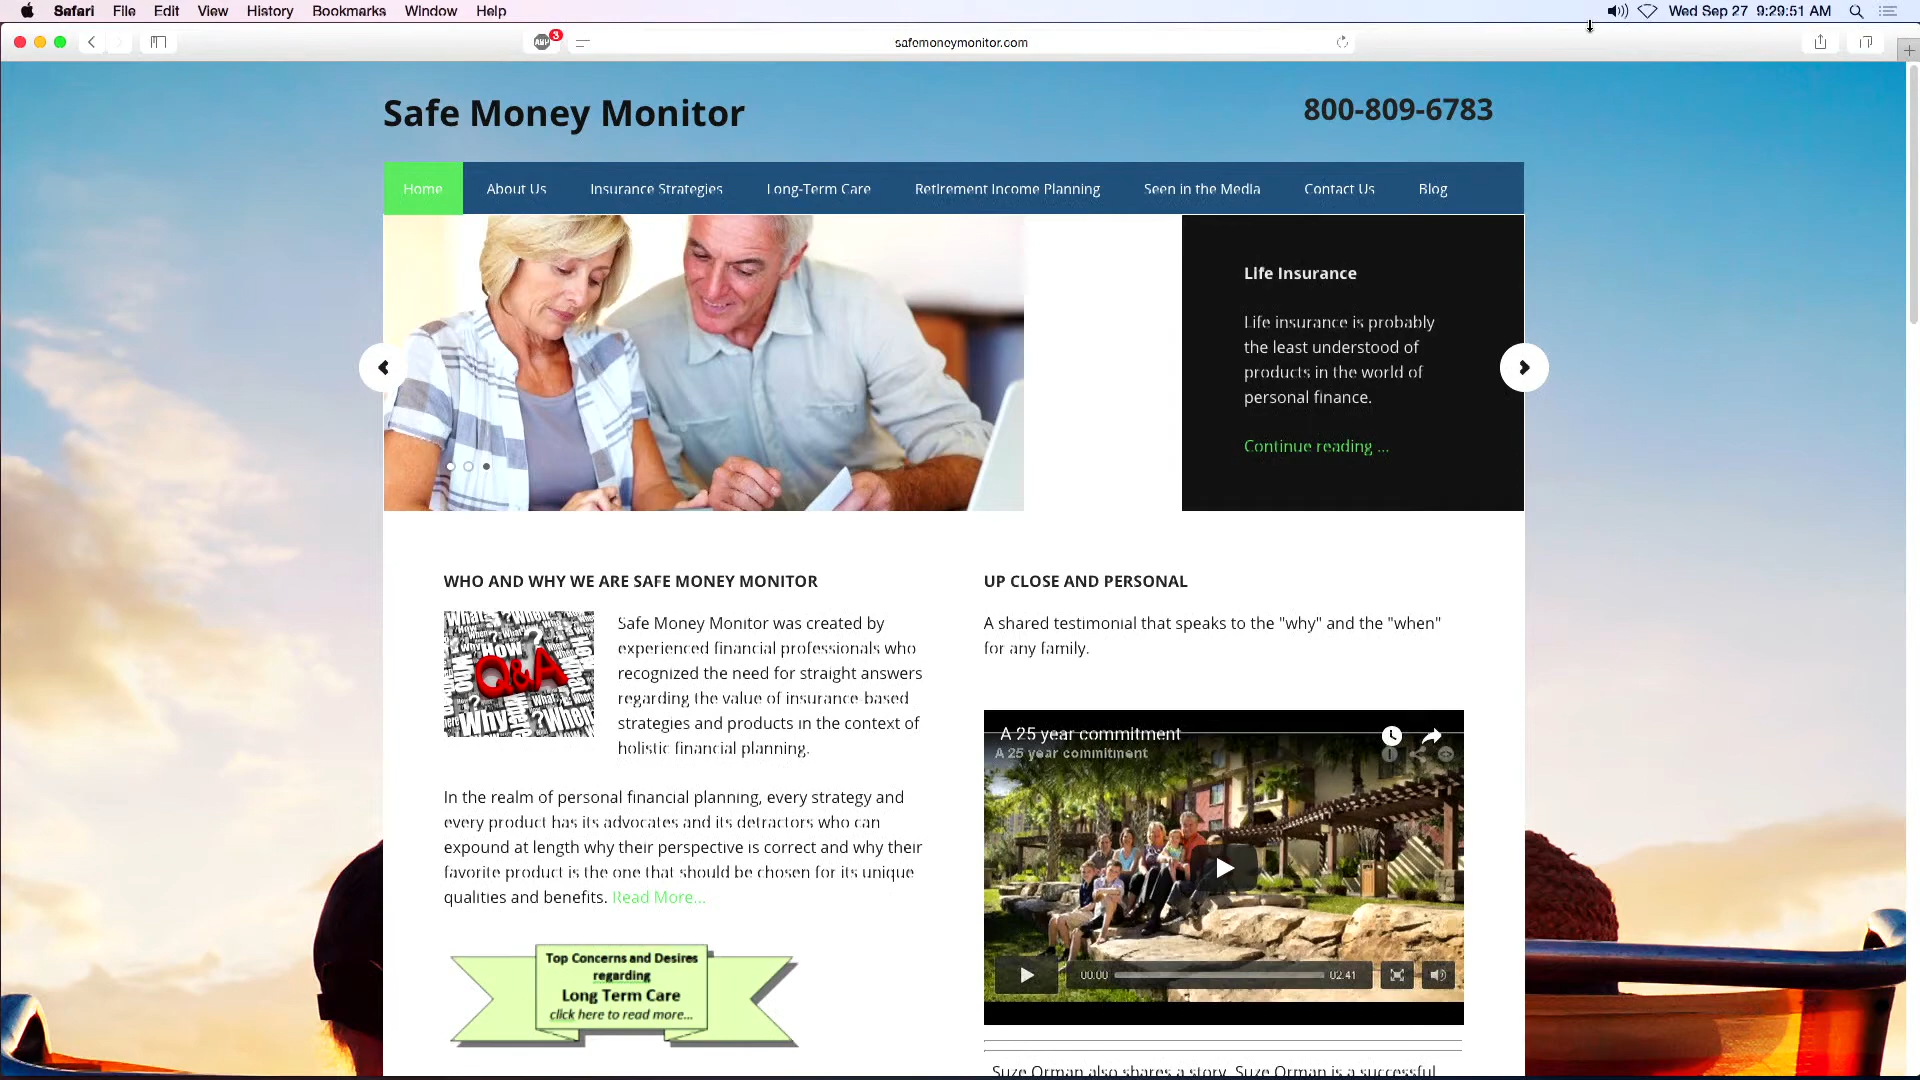 Safari File Edit View History Bookmarks Window Help Wed Sep 27 9:29:51 AM
ABP 3 safemoneymonitor.com
Safe Money Monitor
800-809-6783
Home About Us Insurance Strategies Long-Term Care Retirement Income Planning Seen in the Media Contact Us Blog
Life Insurance
Life insurance is probably
the least understood of
products in the world of
personal finance.
Continue reading ...
WHO AND WHY WE ARE SAFE MONEY MONITOR
How
Q&A
Why
When
Safe Money Monitor was created by
experienced financial professionals who
recognized the need for straight answers
regarding the value of insurance-based
strategies and products in the context of
holistic financial planning.
In the realm of personal financial planning, every strategy and
every product has its advocates and its detractors who can
expound at length why their perspective is correct and why their
favorite product is the one that should be chosen for its unique
qualities and benefits. Read More...
Top Concerns and Desires
regarding
Long Term Care
click here to read more...
UP CLOSE AND PERSONAL
A shared testimonial that speaks to the "why" and the "when"
for any family.
A 25 year commitment
A 25 year commitment
00:00 02:41
Suze Orman also shares a story. Suze Orman is a successful